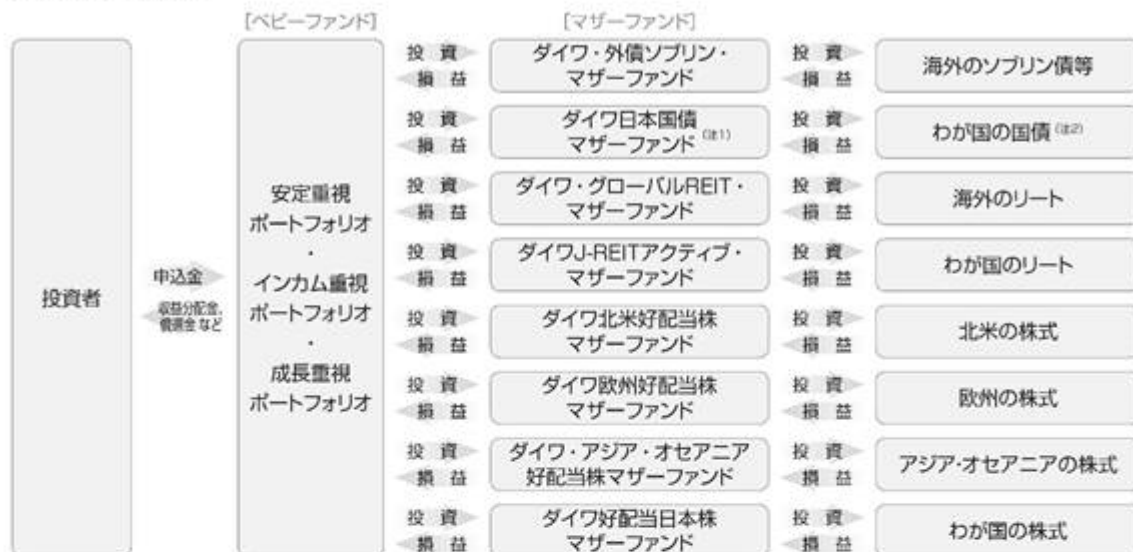 [ベビーファンド]
[マザーファンド]
投資者
申込金
収益分配金、
償還金 など
安定重視
ポートフォリオ
・
インカム重視
ポートフォリオ
・
成長重視
ポートフォリオ
投 資
損 益
ダイワ・外債ソブリン・
マザーファンド
投 資
損 益
海外のソブリン債等
投 資
損 益
ダイワ日本国債
マザーファンド (注1)
投 資
損 益
わが国の国債 (注2)
投 資
損 益
ダイワ・グローバルREIT・
マザーファンド
投 資
損 益
海外のリート
投 資
損 益
ダイワJ-REITアクティブ・
マザーファンド
投 資
損 益
わが国のリート
投 資
損 益
ダイワ北米好配当株
マザーファンド
投 資
損 益
北米の株式
投 資
損 益
ダイワ欧州好配当株
マザーファンド
投 資
損 益
欧州の株式
投 資
損 益
ダイワ・アジア・オセアニア
好配当株マザーファンド
投 資
損 益
アジア・オセアニアの株式
投 資
損 益
ダイワ好配当日本株
マザーファンド
投 資
損 益
わが国の株式